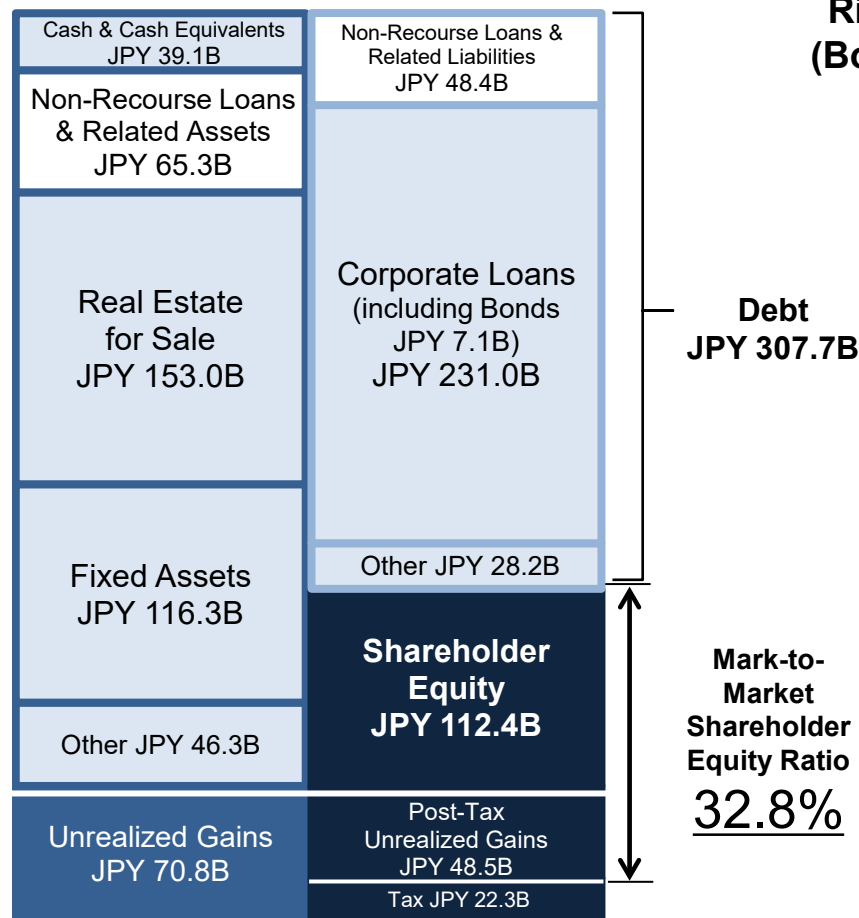 Cash & Cash Equivalents
JPY 39.1B
Non-Recourse Loans
& Related Assets
JPY 65.3B
Real Estate
for Sale
JPY 153.0B
Fixed Assets
JPY 116.3B
Other JPY 46.3B
Unrealized Gains
JPY 70.8B
Non-Recourse Loans &
Related Liabilities
JPY 48.4B
Corporate Loans
(including Bonds
JPY 7.1B)
JPY 231.0B
Other JPY 28.2B
Shareholder
Equity
JPY 112.4B
Post-Tax
Unrealized Gains
JPY 48.5B
Tax JPY 22.3B
Debt
JPY 307.7B
Mark-to-
Market
Shareholder
Equity Ratio
32.8%